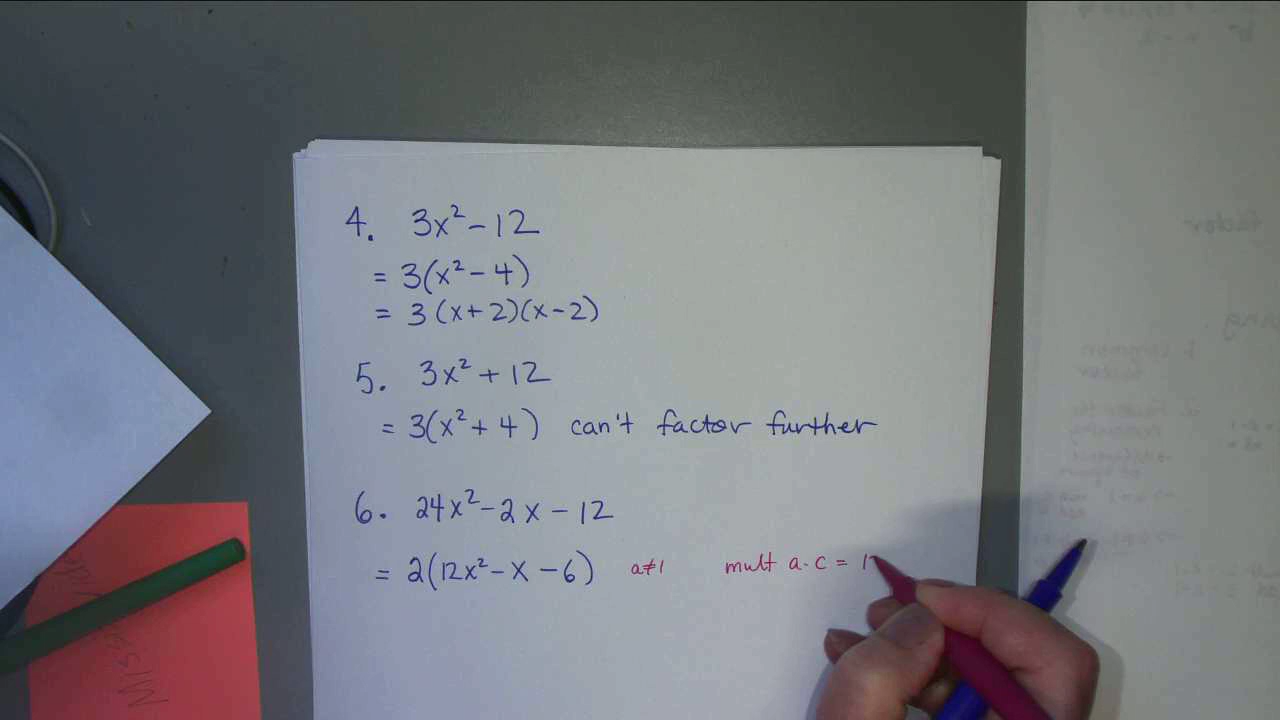 4. 3x² - 12
= 3(x² - 4)
= 3(x + 2)(x - 2)
5. 3x² + 12
= 3(x² + 4) can't factor further
6. 24x² - 2x - 12
= 2(12x² - x - 6) a≠1 mult a·c = 1